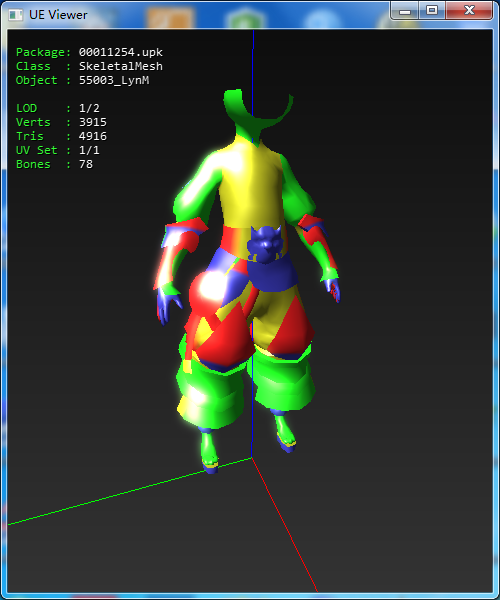 UE Viewer
Package: 00011254.upk
Class : SkeletalMesh
Object : 55003_LynM
LOD : 1/2
Verts : 3915
Tris : 4916
UV Set : 1/1
Bones : 78